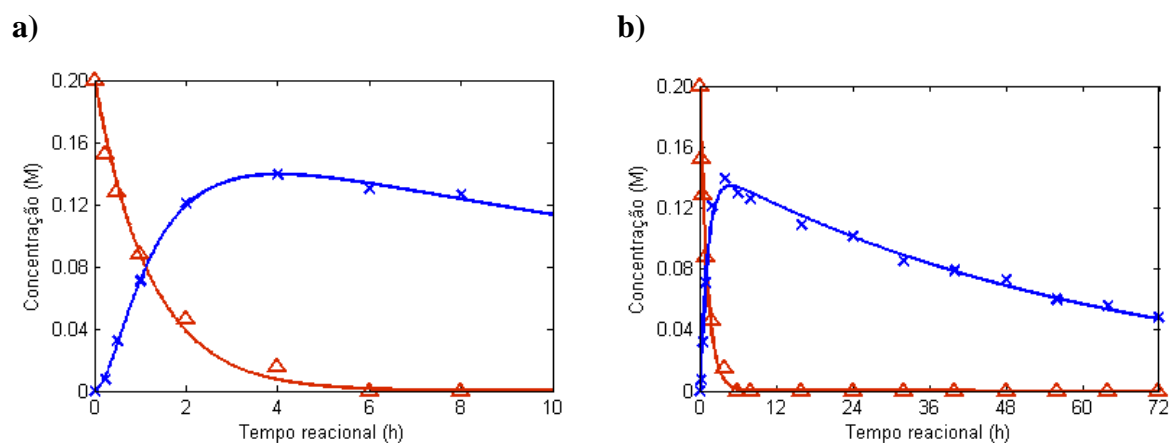 a)
b)
0.20
0.16
0.12
0.08
0.04
0
Concentração (M)
0 2 4 6 8 10
Tempo reacional (h)
0.20
0.16
0.12
0.08
0.04
0
Concentração (M)
0 12 24 36 48 60 72
Tempo reacional (h)